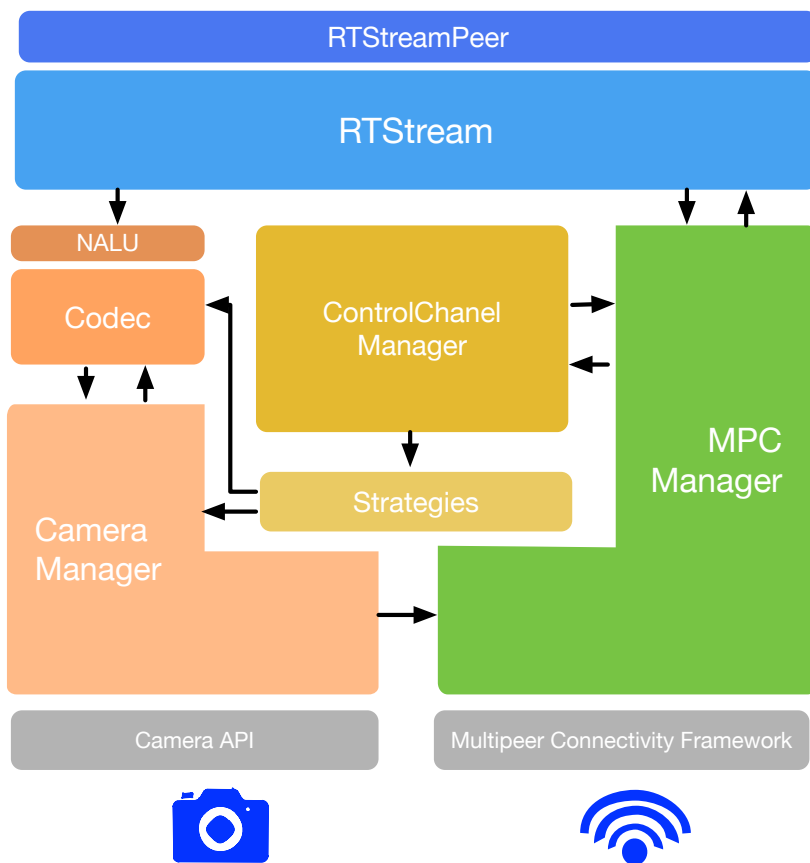 RTStreamPeer
RTStream
NALU
Codec
ControlChanel
Manager
MPC
Manager
Strategies
Camera
Manager
Camera API
Multipeer Connectivity Framework